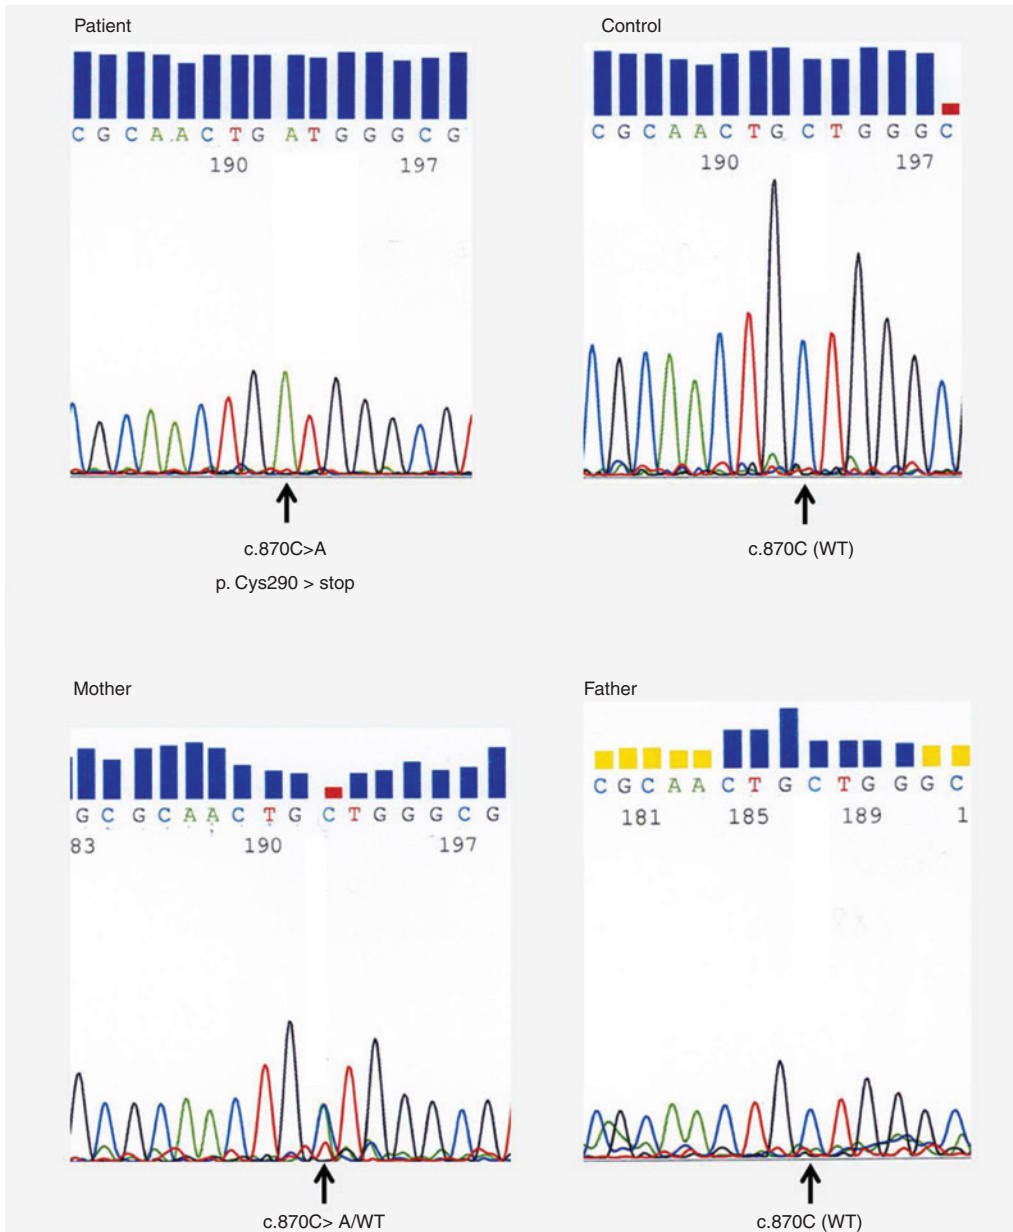 Patient
C G C A A C T G A T G G G C G
190 197
c.870C>A
p. Cys290 > stop
Control
C G C A A C T G C T G G G C
190 197
c.870C (WT)
Mother
G C G C A A C T G C T G G G C G
83 190 197
c.870C> A/WT
Father
C G C A A C T G C T G G G C
181 185 189 1
c.870C (WT)